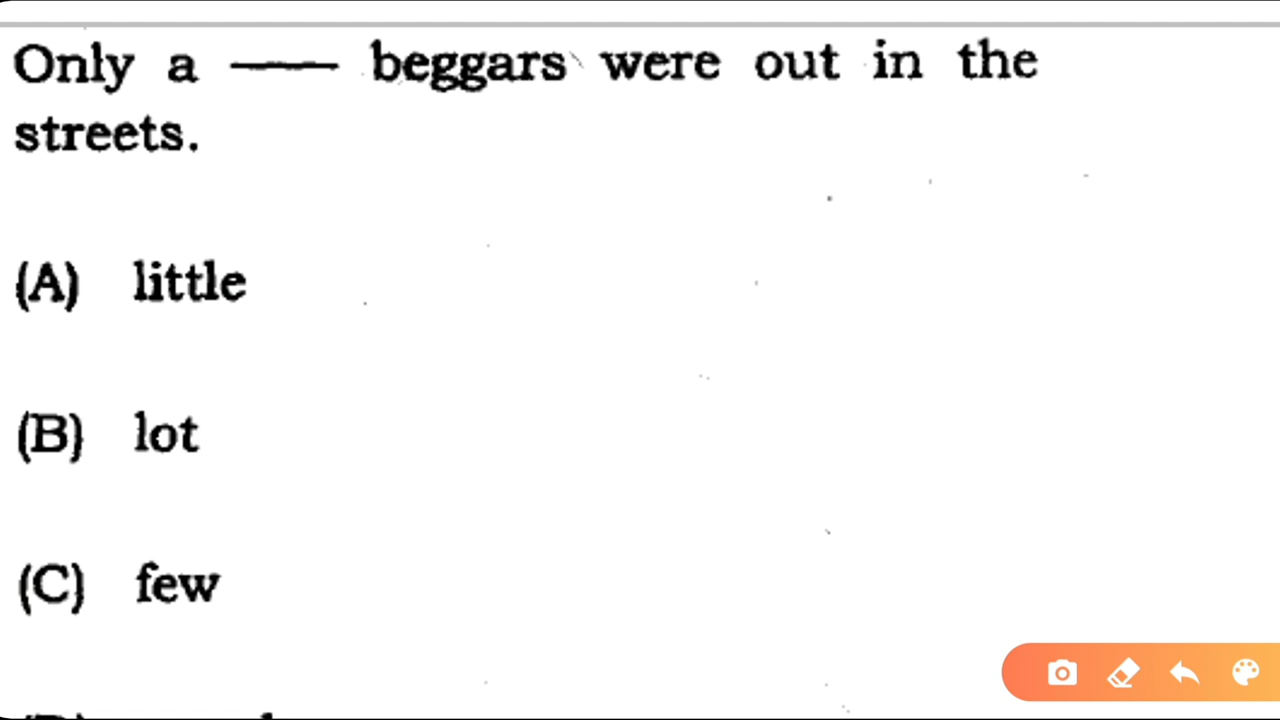 Only a —— beggars were out in the
streets.
(A) little
(B) lot
(C) few